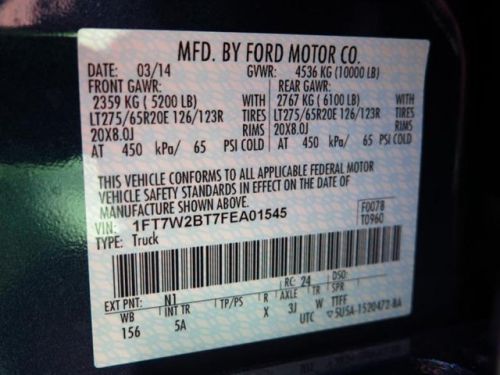 MFD. BY FORD MOTOR CO.
DATE: 03/14 GVWR: 4536 KG (10000 LB)
FRONT GAWR: REAR GAWR:
2359 KG ( 5200 LB) WITH 2767 KG ( 6100 LB) WITH
LT275/65R20E 126/123R TIRES LT275/65R20E 126/123R TIRES
20X8.0J RIMS 20X8.0J RIMS
AT 450 kPa/ 65 PSI COLD AT 450 kPa/ 65 PSI COLD
THIS VEHICLE CONFORMS TO ALL APPLICABLE FEDERAL MOTOR
VEHICLE SAFETY STANDARDS IN EFFECT ON THE DATE OF
MANUFACTURE SHOWN ABOVE.
VIN: 1FT7W2BT7FEA01545 F0078
TYPE: Truck T0960
EXT PNT: N1 RC: 24 DSO:
WB INT TR TP/PS R AXLE TR SPR
156 5A X 3J W TTFF
UTC 5U5A-1520472-BA